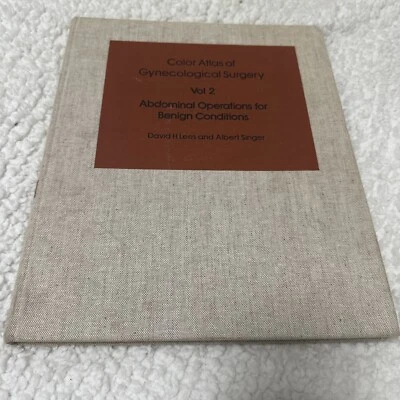 Color Atlas of
Gynecological Surgery
Vol 2
Abdominal Operations for
Benign Conditions
David H Lees and Albert Singer